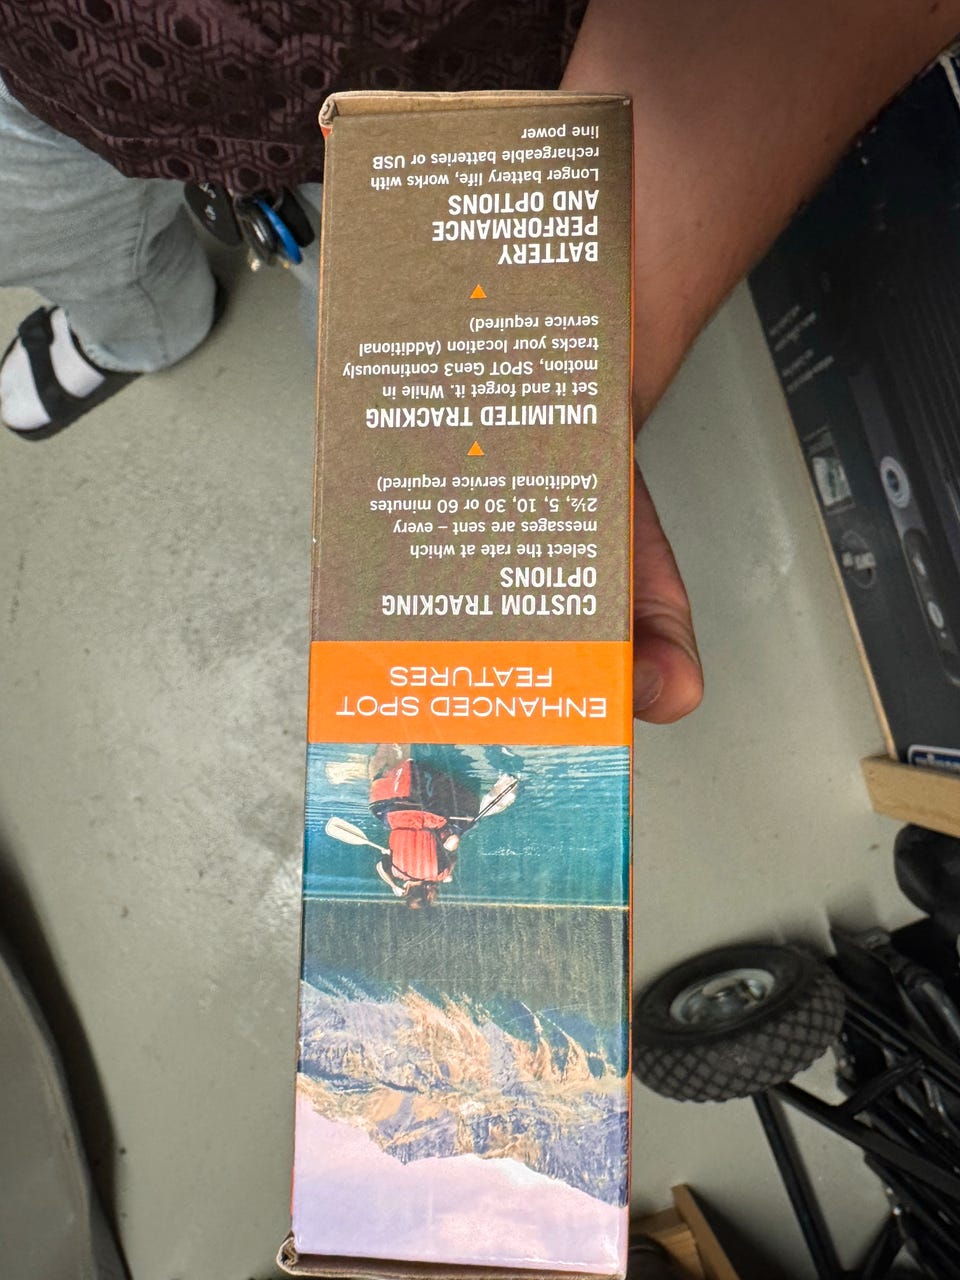 ENHANCED SPOT
FEATURES
CUSTOM TRACKING
OPTIONS
Select the rate at which
messages are sent – every
2½, 5, 10, 30 or 60 minutes
(Additional service required)
UNLIMITED TRACKING
Set it and forget it. While in
motion, SPOT Gen3 continuously
tracks your location (Additional
service required)
BATTERY
PERFORMANCE
AND OPTIONS
Longer battery life, works with
rechargeable batteries or USB
line power